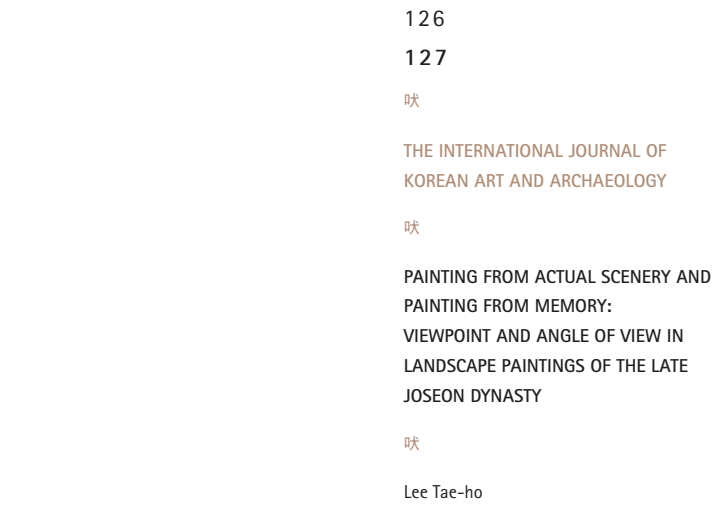 126
127
吠
THE INTERNATIONAL JOURNAL OF
KOREAN ART AND ARCHAEOLOGY
吠
PAINTING FROM ACTUAL SCENERY AND
PAINTING FROM MEMORY:
VIEWPOINT AND ANGLE OF VIEW IN
LANDSCAPE PAINTINGS OF THE LATE
JOSEON DYNASTY
吠
Lee Tae-ho